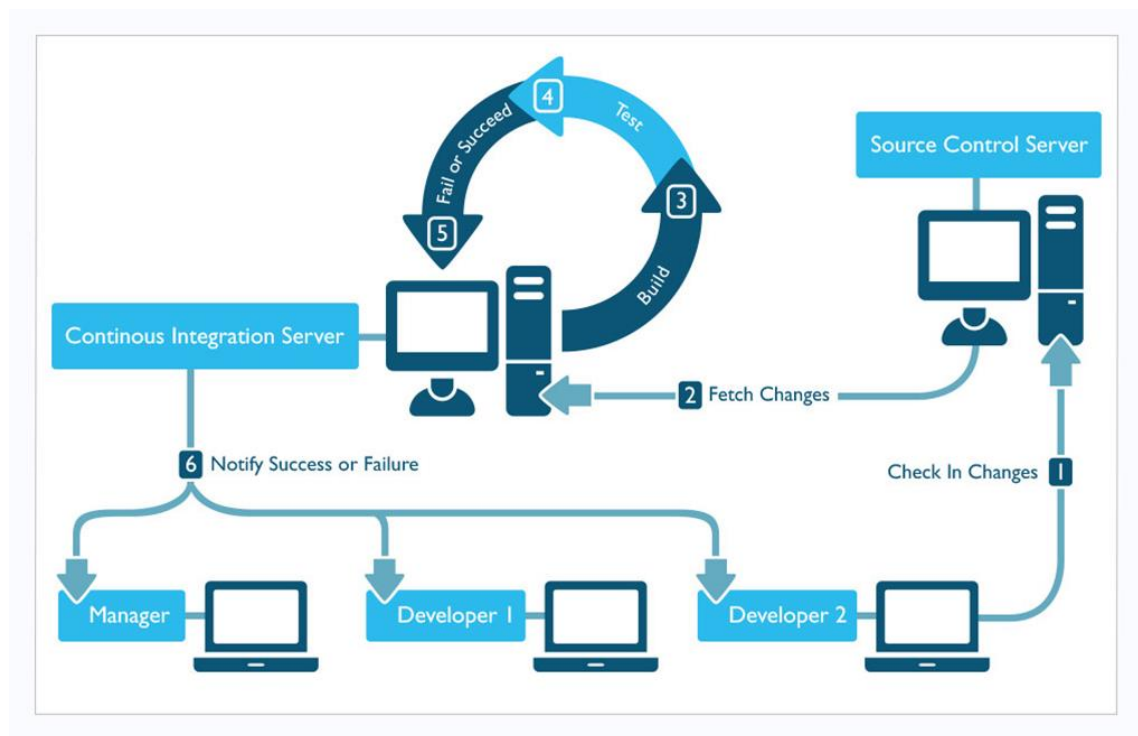 4
Test
Fail or Succeed
3
5
Build
Source Control Server
Continous Integration Server
2 Fetch Changes
6 Notify Success or Failure
Check In Changes 1
Manager
Developer 1
Developer 2